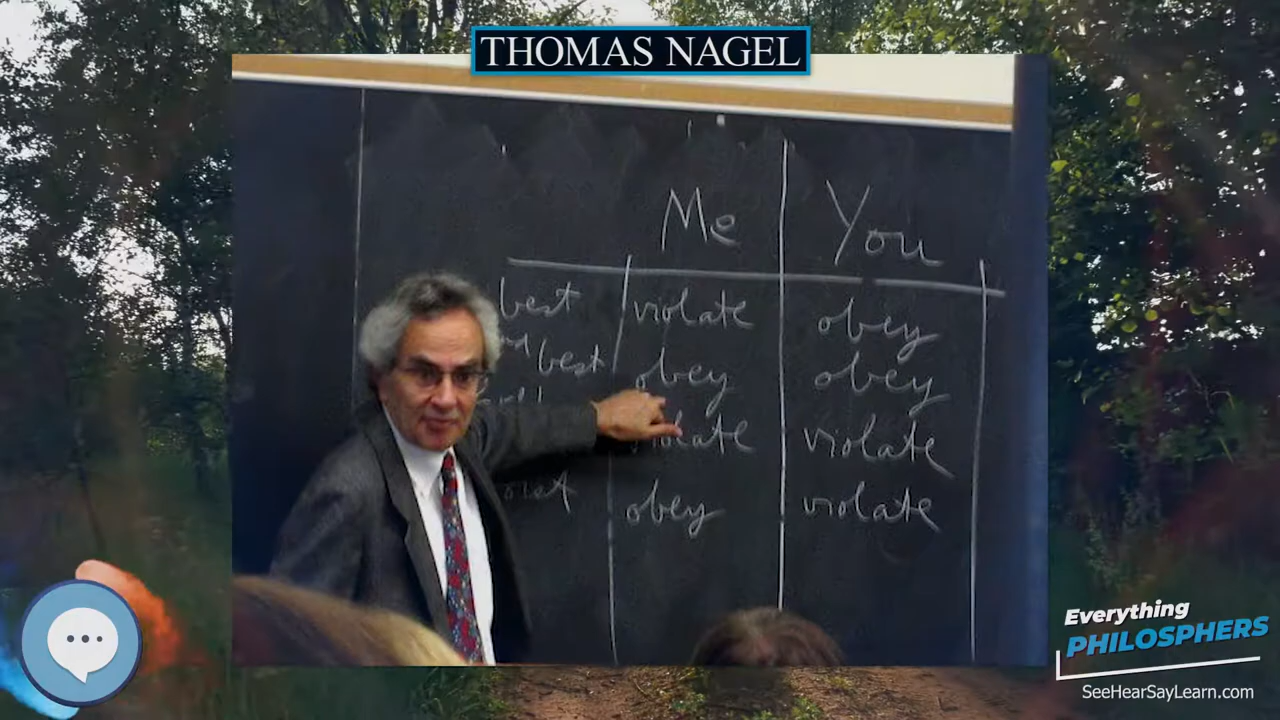 THOMAS NAGEL
Me You
best violate obey
best obey obey
violate violate
obey violate
Everything
PHILOSPHERS
SeeHearSayLearn.com